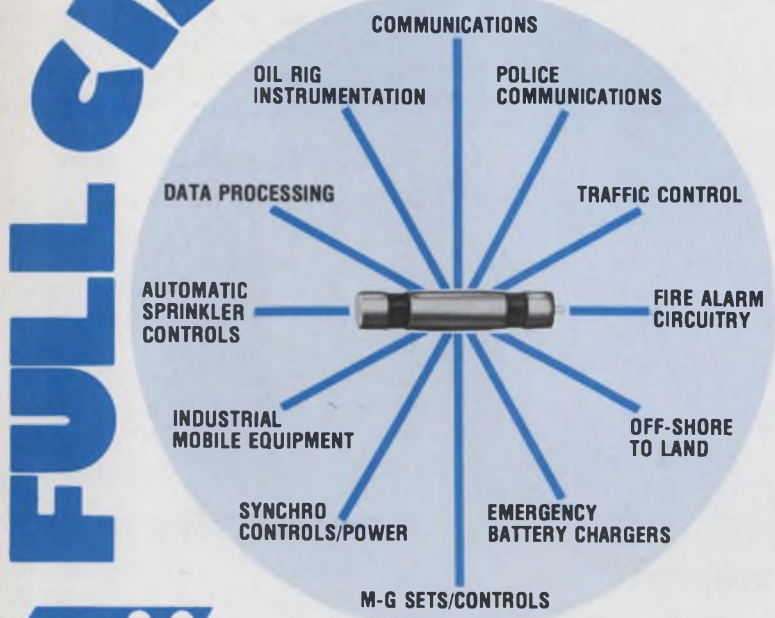 FULL
COMMUNICATIONS
OIL RIG
INSTRUMENTATION
POLICE
COMMUNICATIONS
DATA PROCESSING
TRAFFIC CONTROL
AUTOMATIC
SPRINKLER
CONTROLS
FIRE ALARM
CIRCUITRY
INDUSTRIAL
MOBILE EQUIPMENT
OFF-SHORE
TO LAND
SYNCHRO
CONTROLS/POWER
EMERGENCY
BATTERY CHARGERS
M-G SETS/CONTROLS